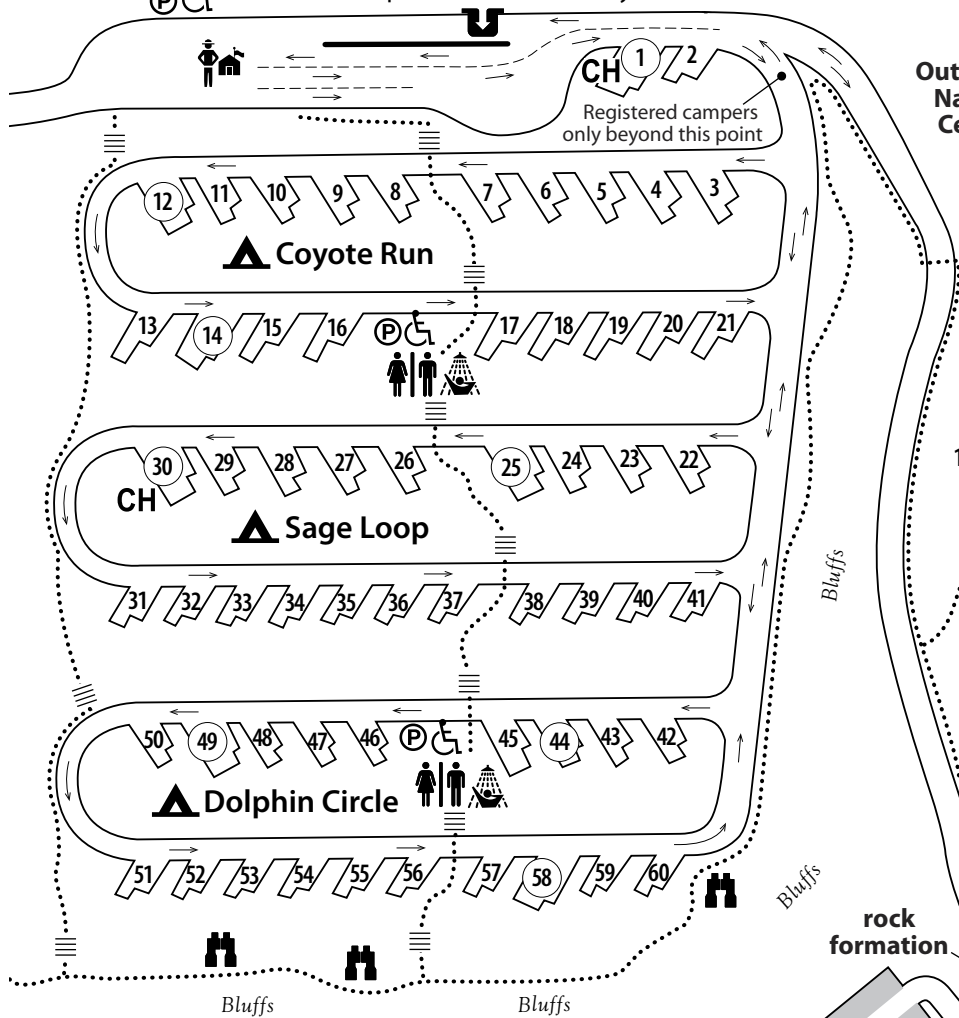 P
1
2
CH
Registered campers
only beyond this point
Out
Na
Ce
12 11 10 9 8 7 6 5 4 3
Coyote Run
13 14 15 16 P 17 18 19 20 21
30 29 28 27 26 25 24 23 22
CH
Sage Loop
1
31 32 33 34 35 36 37 38 39 40 41
Bluffs
50 49 48 47 46 P 45 44 43 42
Dolphin Circle
51 52 53 54 55 56 57 58 59 60
Bluffs
rock
formation
Bluffs
Bluffs